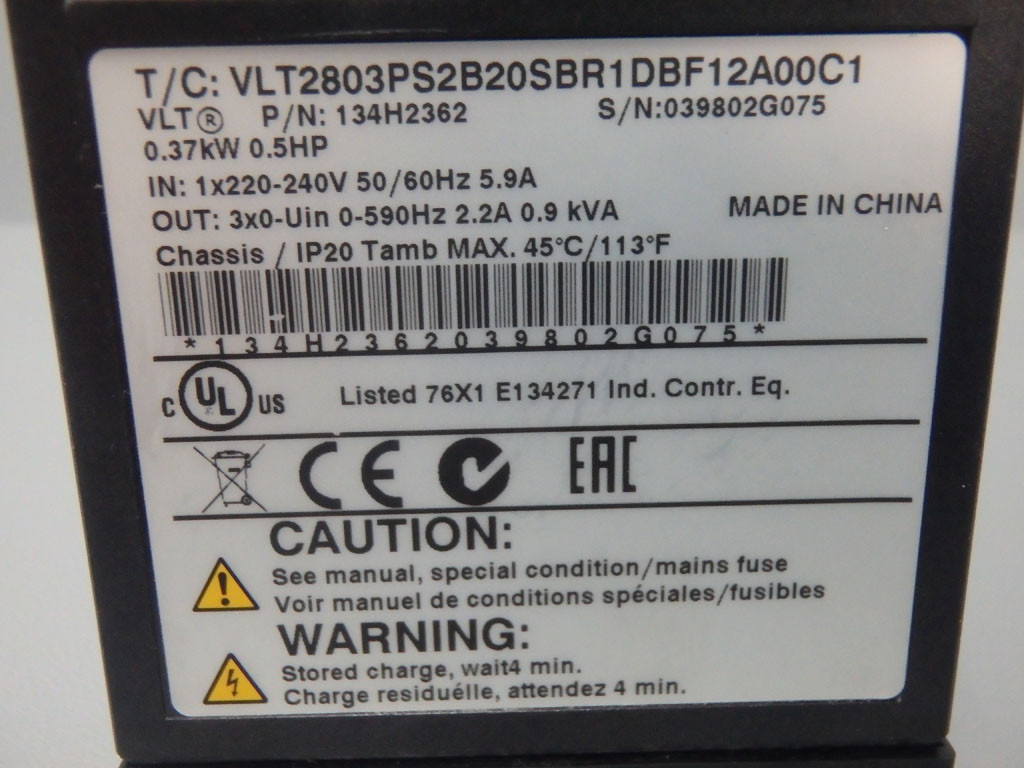 T/C: VLT2803PS2B20SBR1DBF12A00C1
VLT® P/N: 134H2362 S/N:039802G075
0.37kW 0.5HP
IN: 1x220-240V 50/60Hz 5.9A
OUT: 3x0-Uin 0-590Hz 2.2A 0.9 kVA MADE IN CHINA
Chassis / IP20 Tamb MAX. 45°C/113°F
*134H2362039802G075*
C UL US Listed 76X1 E134271 Ind. Contr. Eq.
CE EAC
CAUTION:
See manual, special condition/mains fuse
Voir manuel de conditions spéciales/fusibles
WARNING:
Stored charge, wait4 min.
Charge residuélle, attendez 4 min.